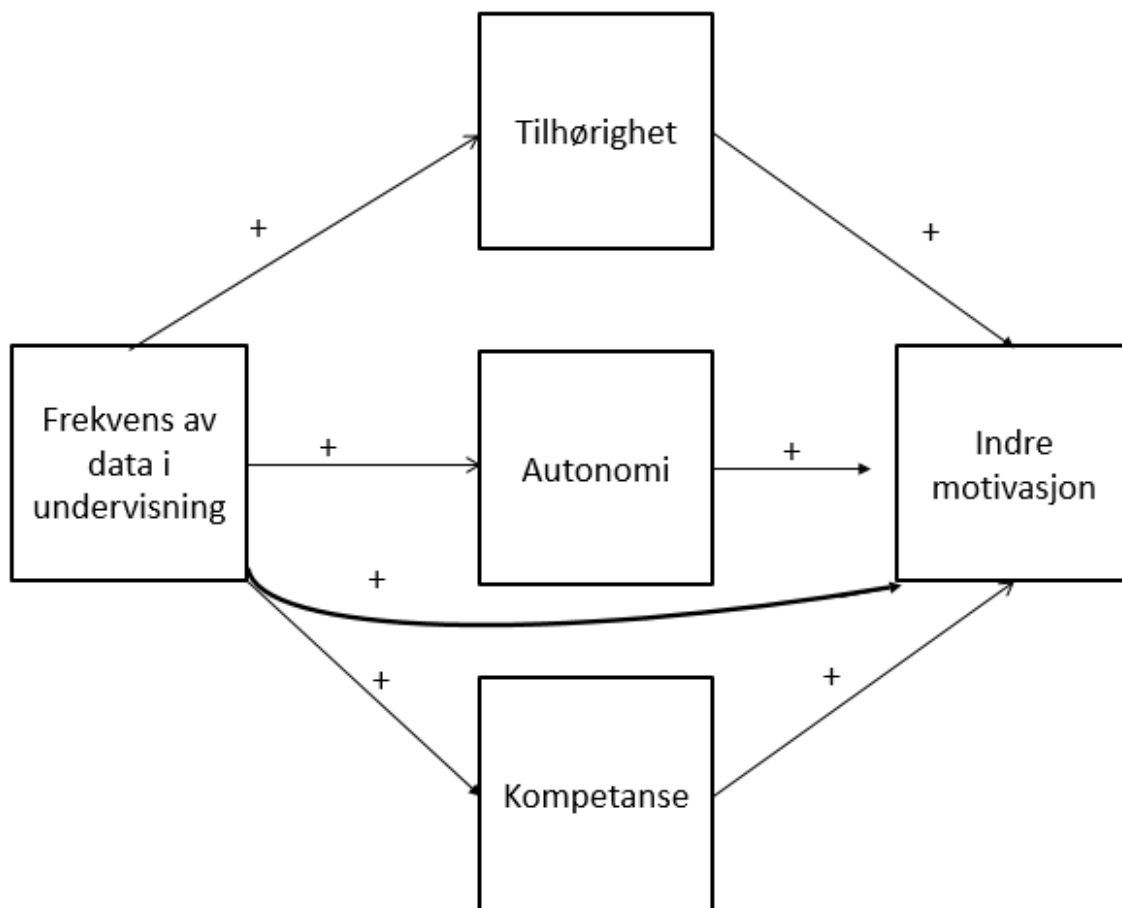 Tilhørighet
+
+
Frekvens av
data i
undervisning
+
Autonomi
+
Indre
motivasjon
+
+
+
Kompetanse